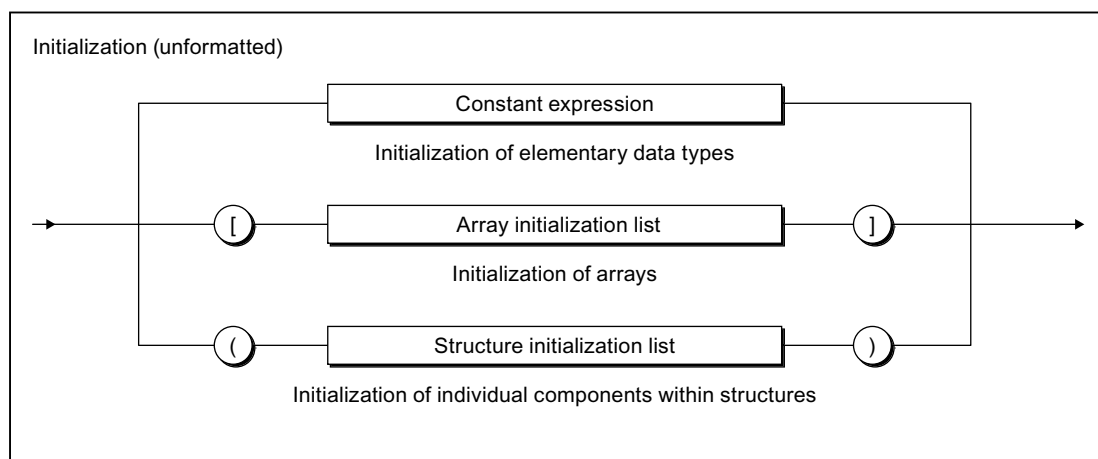 Initialization (unformatted)
Constant expression
Initialization of elementary data types
[ Array initialization list ]
Initialization of arrays
( Structure initialization list )
Initialization of individual components within structures